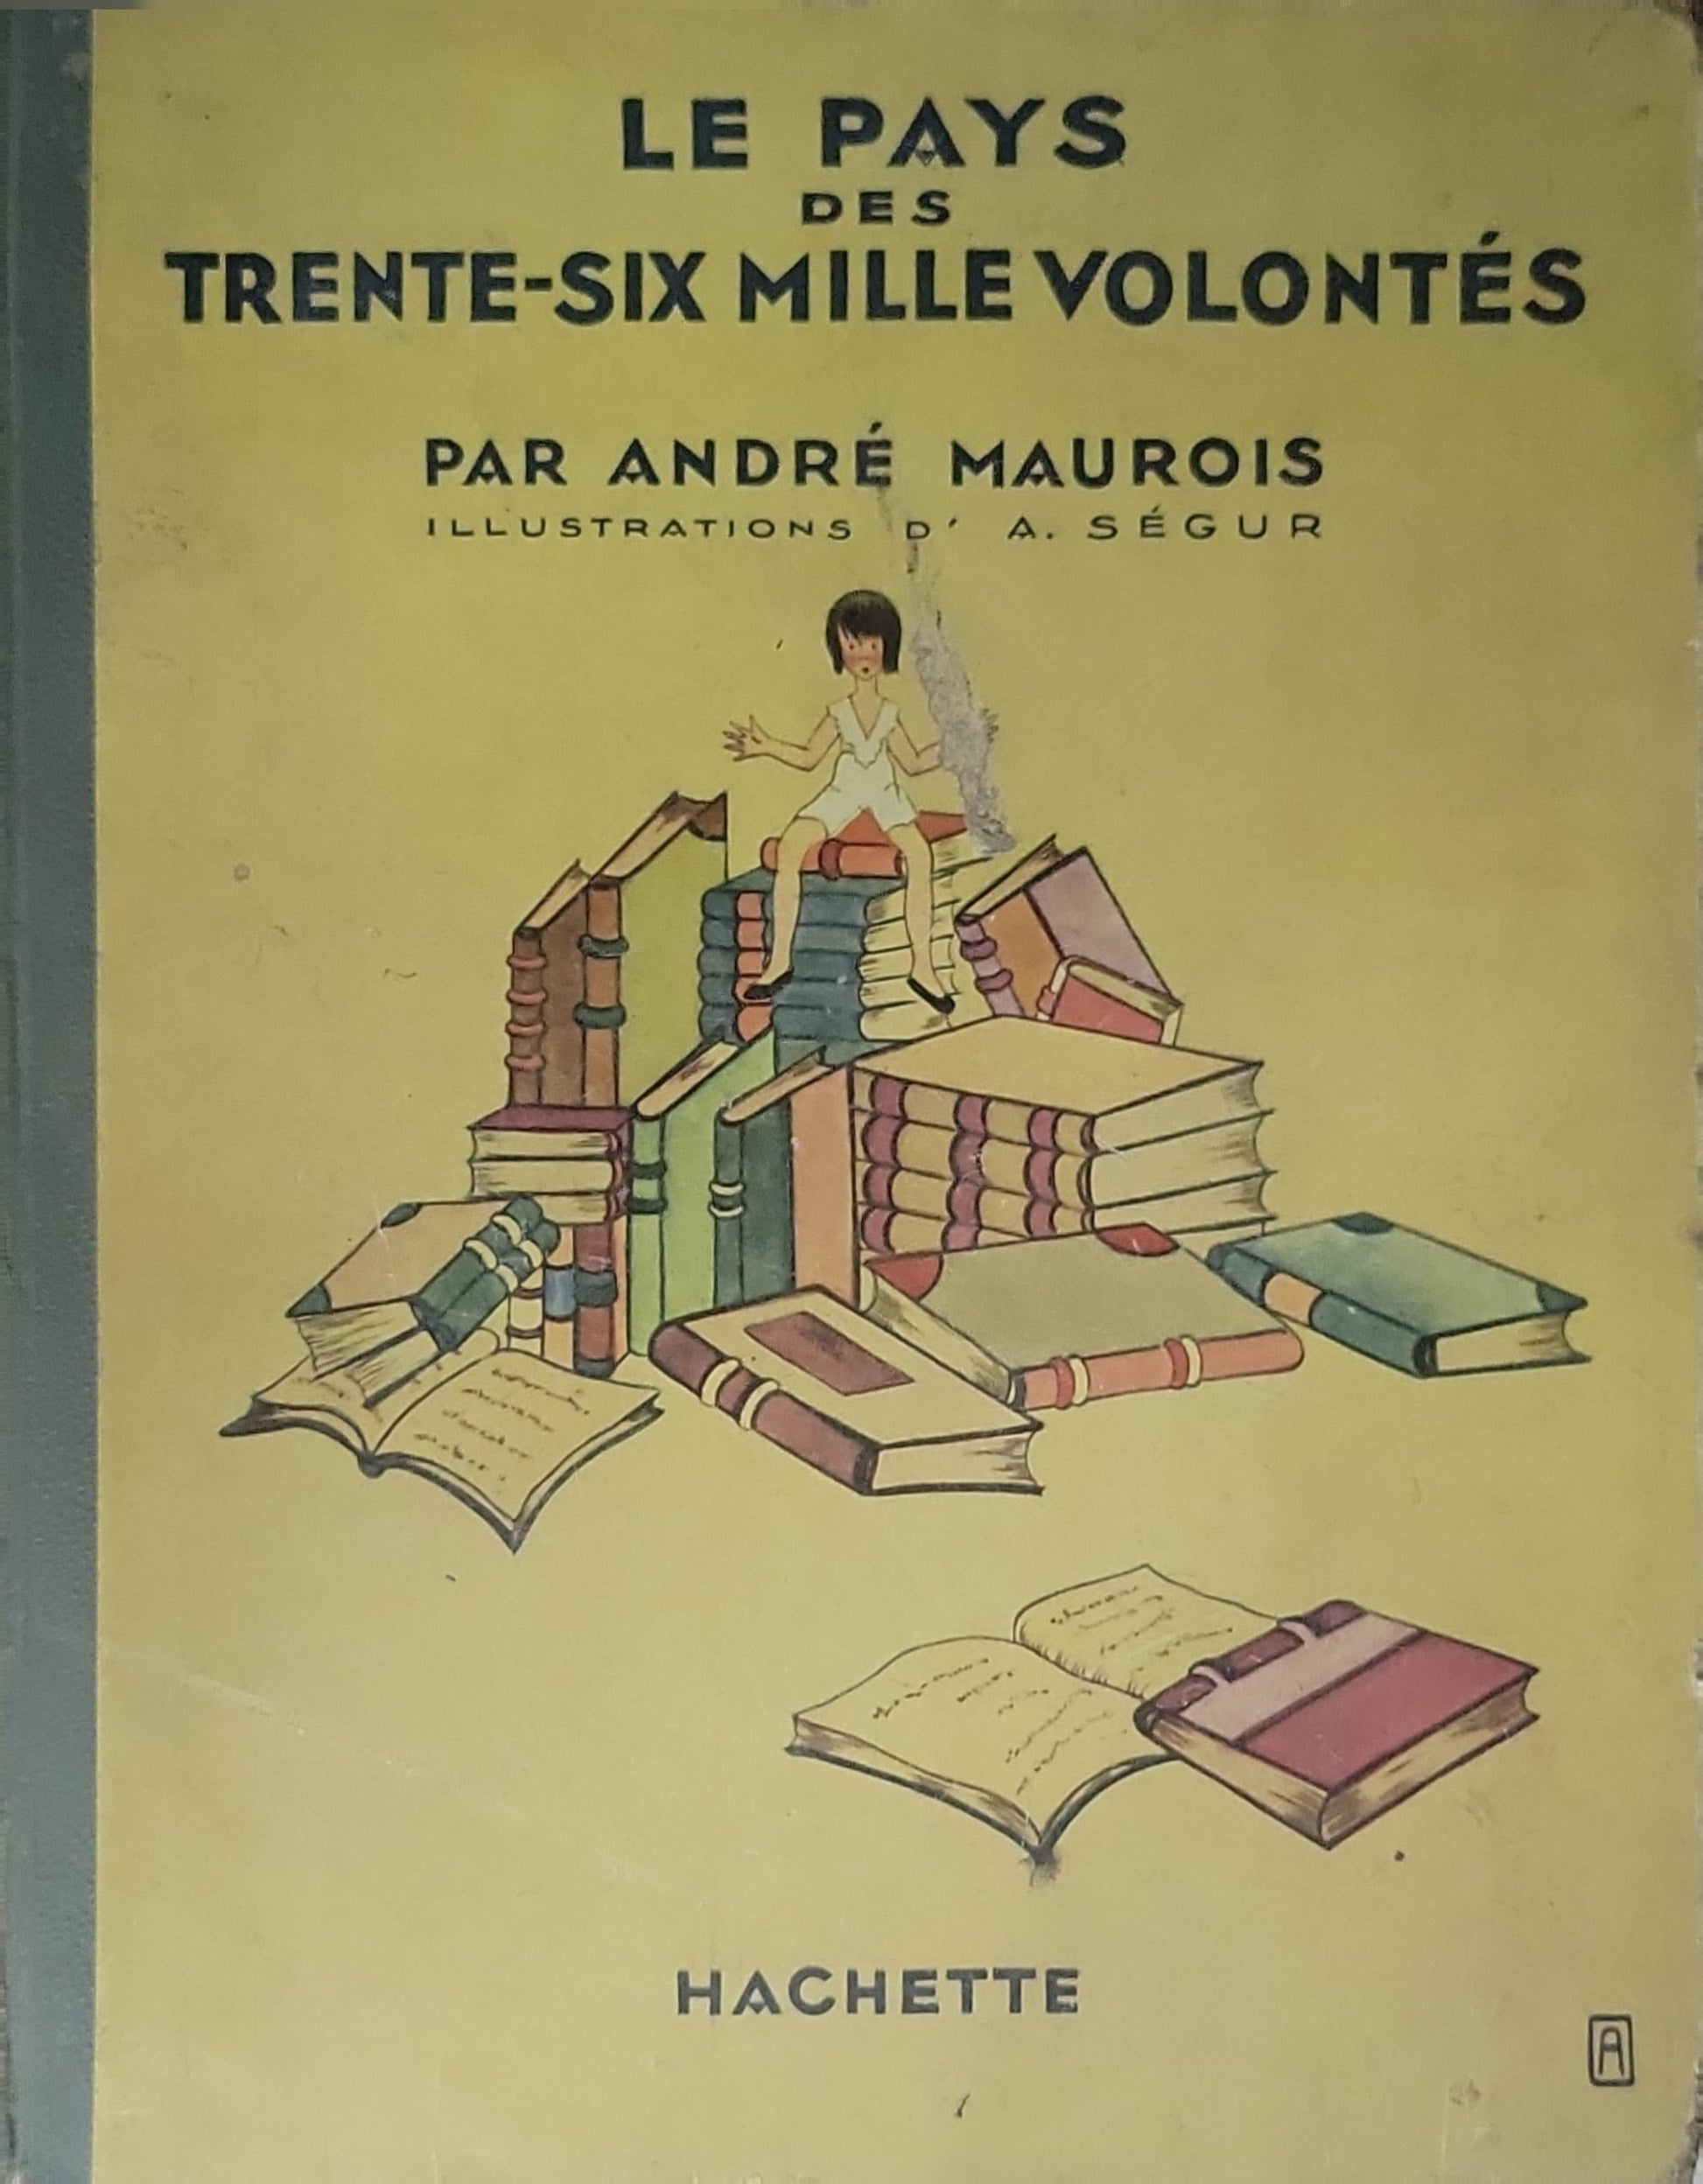 LE PAYS
DES
TRENTE-SIX MILLE VOLONTÉS
PAR ANDRÉ MAUROIS
ILLUSTRATIONS D' A. SÉGUR
HACHETTE
A